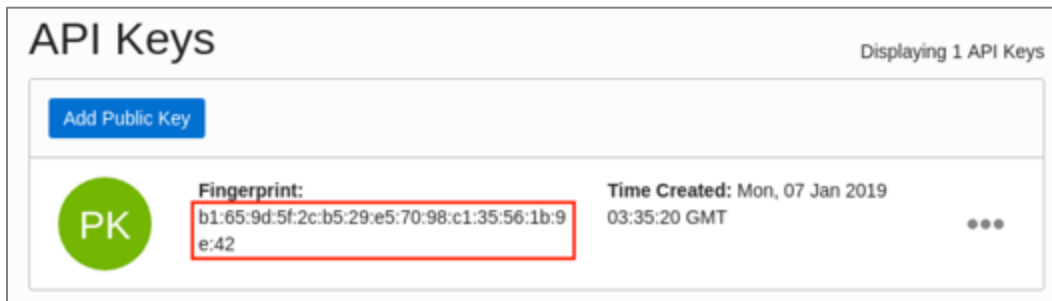 API Keys
Displaying 1 API Keys
Add Public Key
PK
Fingerprint:
b1:65:9d:5f:2c:b5:29:e5:70:98:c1:35:56:1b:9
e:42
Time Created: Mon, 07 Jan 2019
03:35:20 GMT